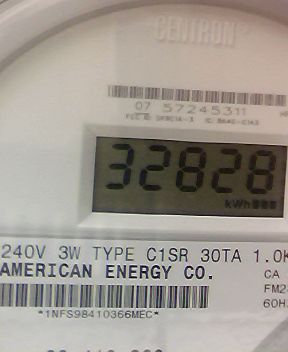 CENTRON
07 57245311
32828
kWh
240V 3W TYPE C1SR 30TA 1.0K
AMERICAN ENERGY CO.
CA
FM2
60H
*1NFS98410366MEC*